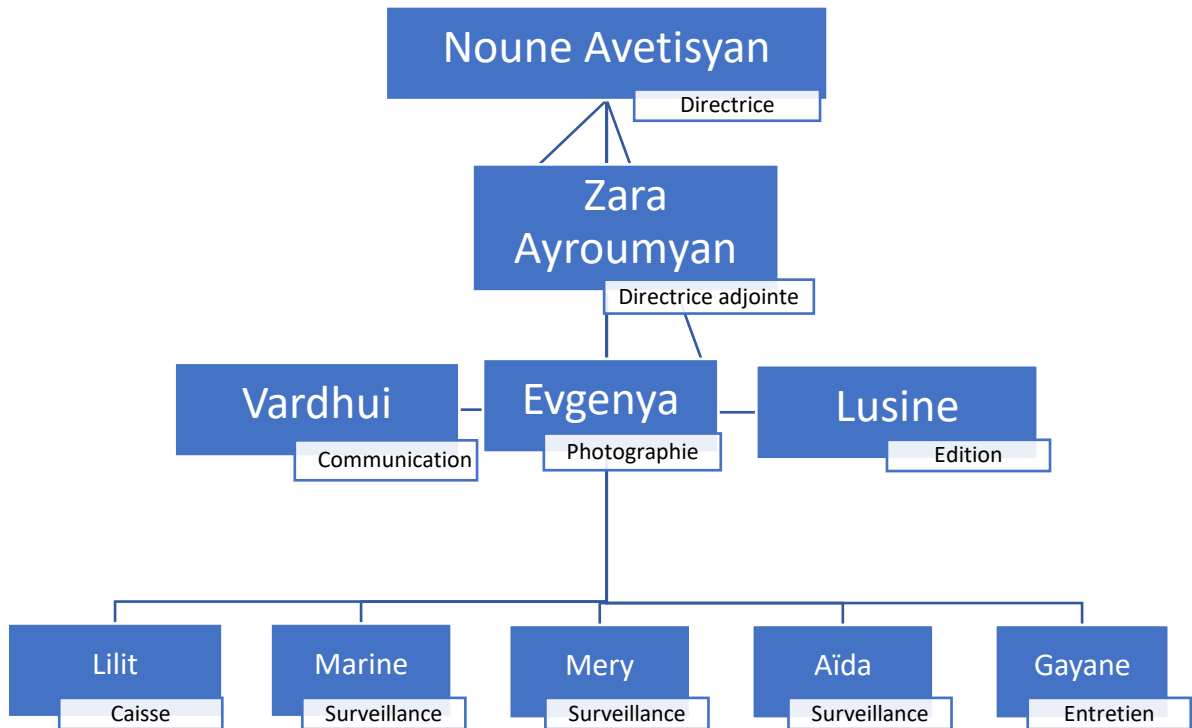 Noune Avetisyan
Directrice
Zara
Ayroumyan
Directrice adjointe
Vardhui
Communication
Evgenya
Photographie
Lusine
Edition
Lilit
Caisse
Marine
Surveillance
Mery
Surveillance
Aïda
Surveillance
Gayane
Entretien